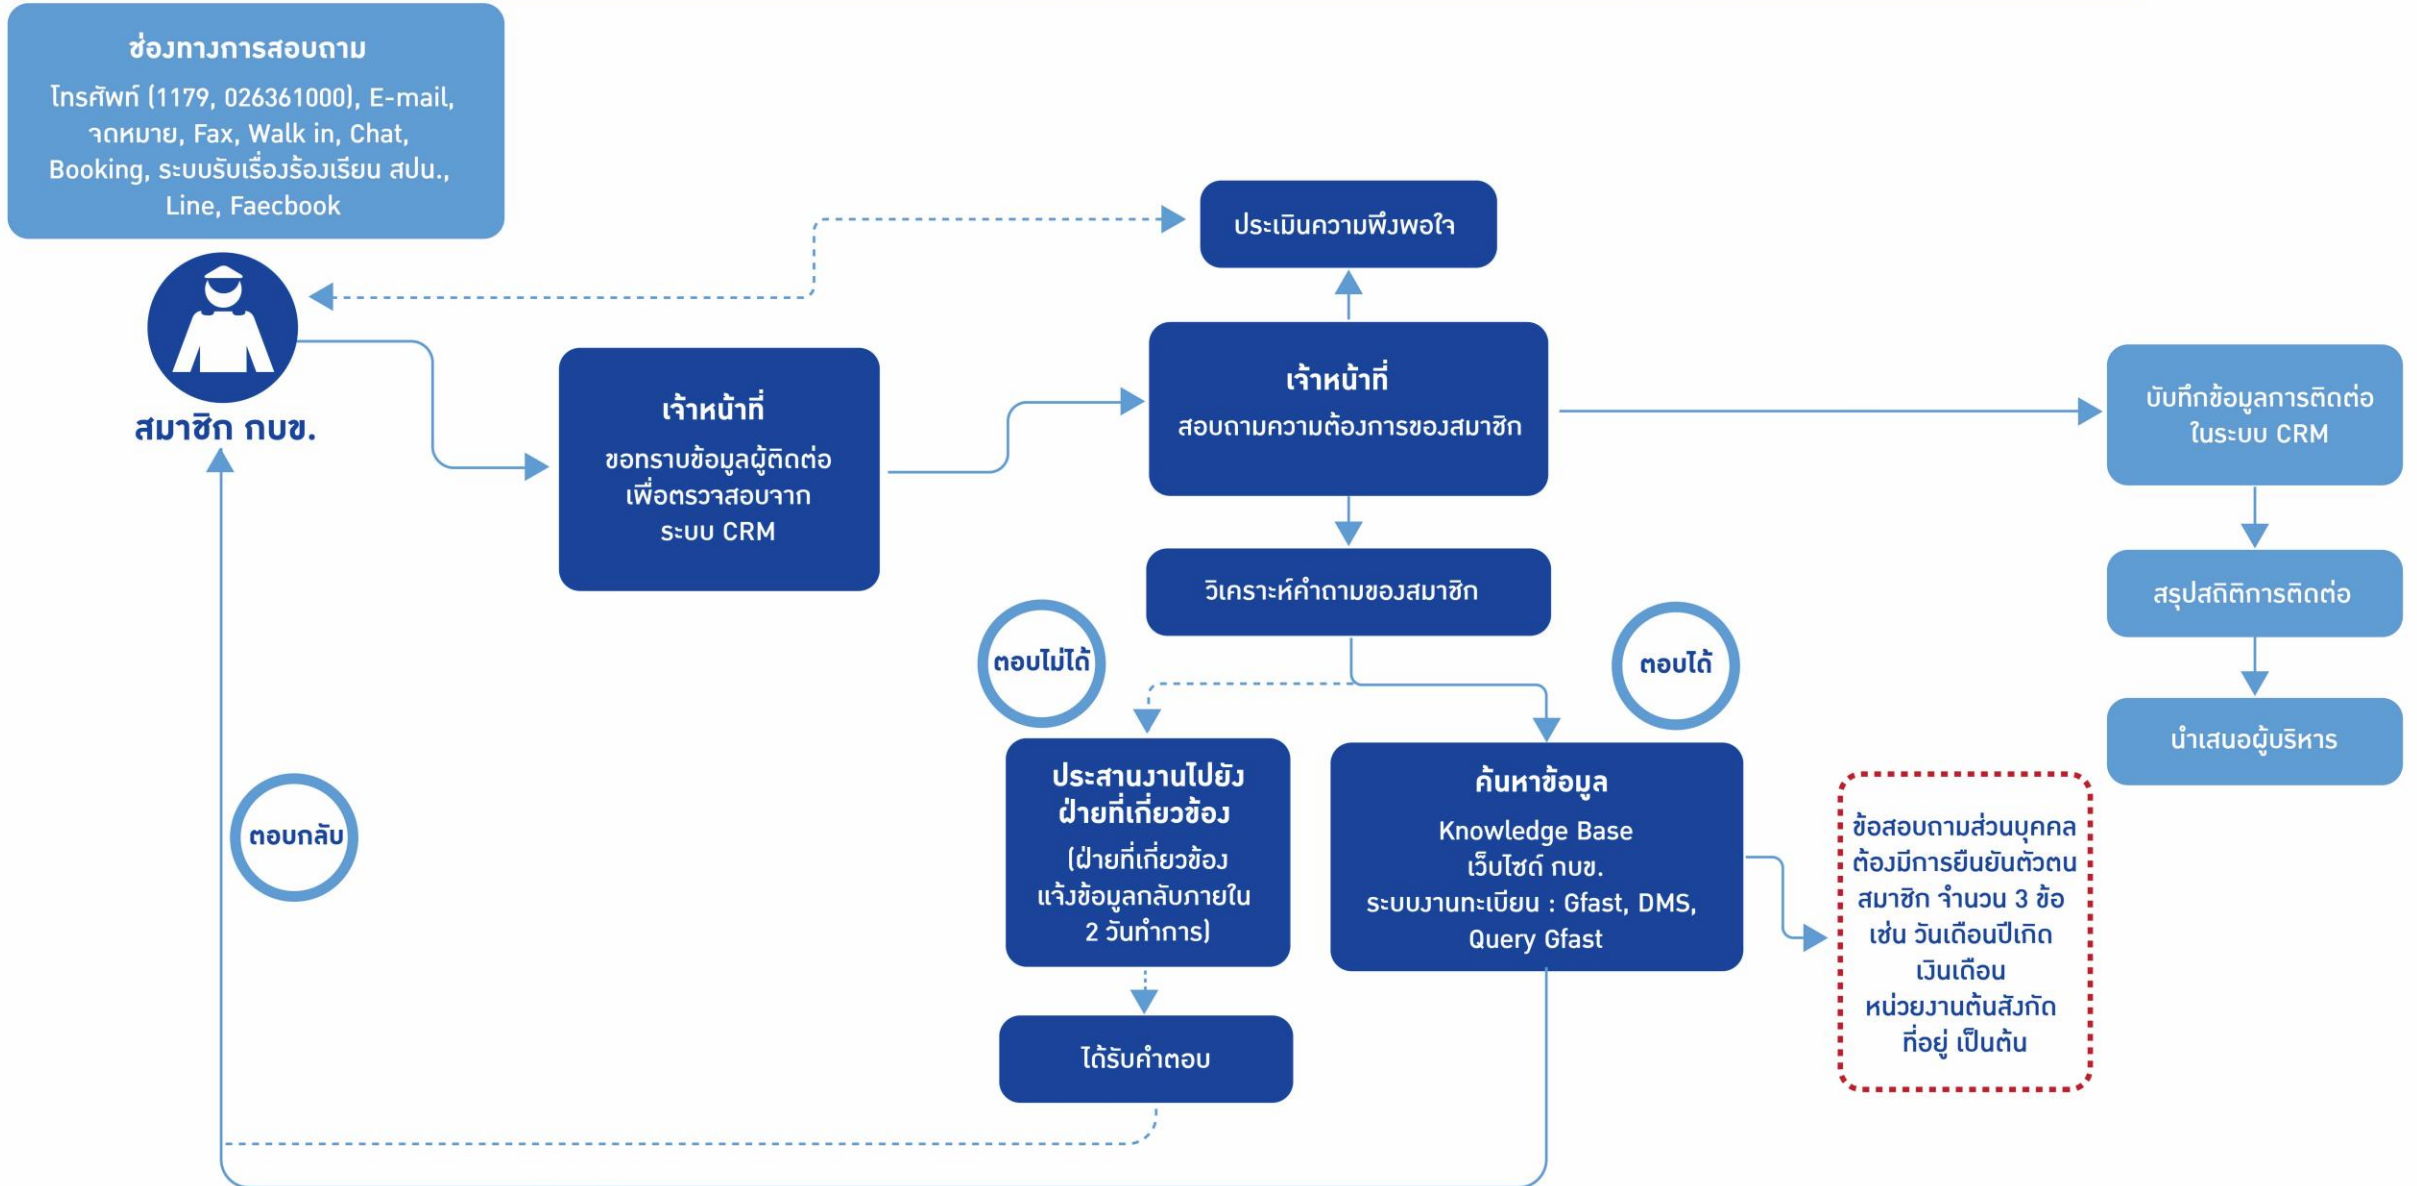 ช่องทางการสอบถาม
โทรศัพท์ (1179, 026361000), E-mail,
จดหมาย, Fax, Walk in, Chat,
Booking, ระบบรับเรื่องร้องเรียน สปน.,
Line, Faecbook
สมาชิก กบข.
เจ้าหน้าที่
ขอทราบข้อมูลผู้ติดต่อ
เพื่อตรวจสอบจาก
ระบบ CRM
ประเมินความพึงพอใจ
เจ้าหน้าที่
สอบถามความต้องการของสมาชิก
บันทึกข้อมูลการติดต่อ
ในระบบ CRM
สรุปสถิติการติดต่อ
นำเสนอผู้บริหาร
วิเคราะห์คำถามของสมาชิก
ตอบไม่ได้
ตอบได้
ประสานงานไปยัง
ฝ่ายที่เกี่ยวข้อง
(ฝ่ายที่เกี่ยวข้อง
แจ้งข้อมูลกลับภายใน
2 วันทำการ)
ได้รับคำตอบ
ค้นหาข้อมูล
Knowledge Base
เว็บไซด์ กบข.
ระบบงานทะเบียน : Gfast, DMS,
Query Gfast
ข้อสอบถามส่วนบุคคล
ต้องมีการยืนยันตัวตน
สมาชิก จำนวน 3 ข้อ
เช่น วันเดือนปีเกิด
เงินเดือน
หน่วยงานต้นสังกัด
ที่อยู่ เป็นต้น
ตอบกลับ